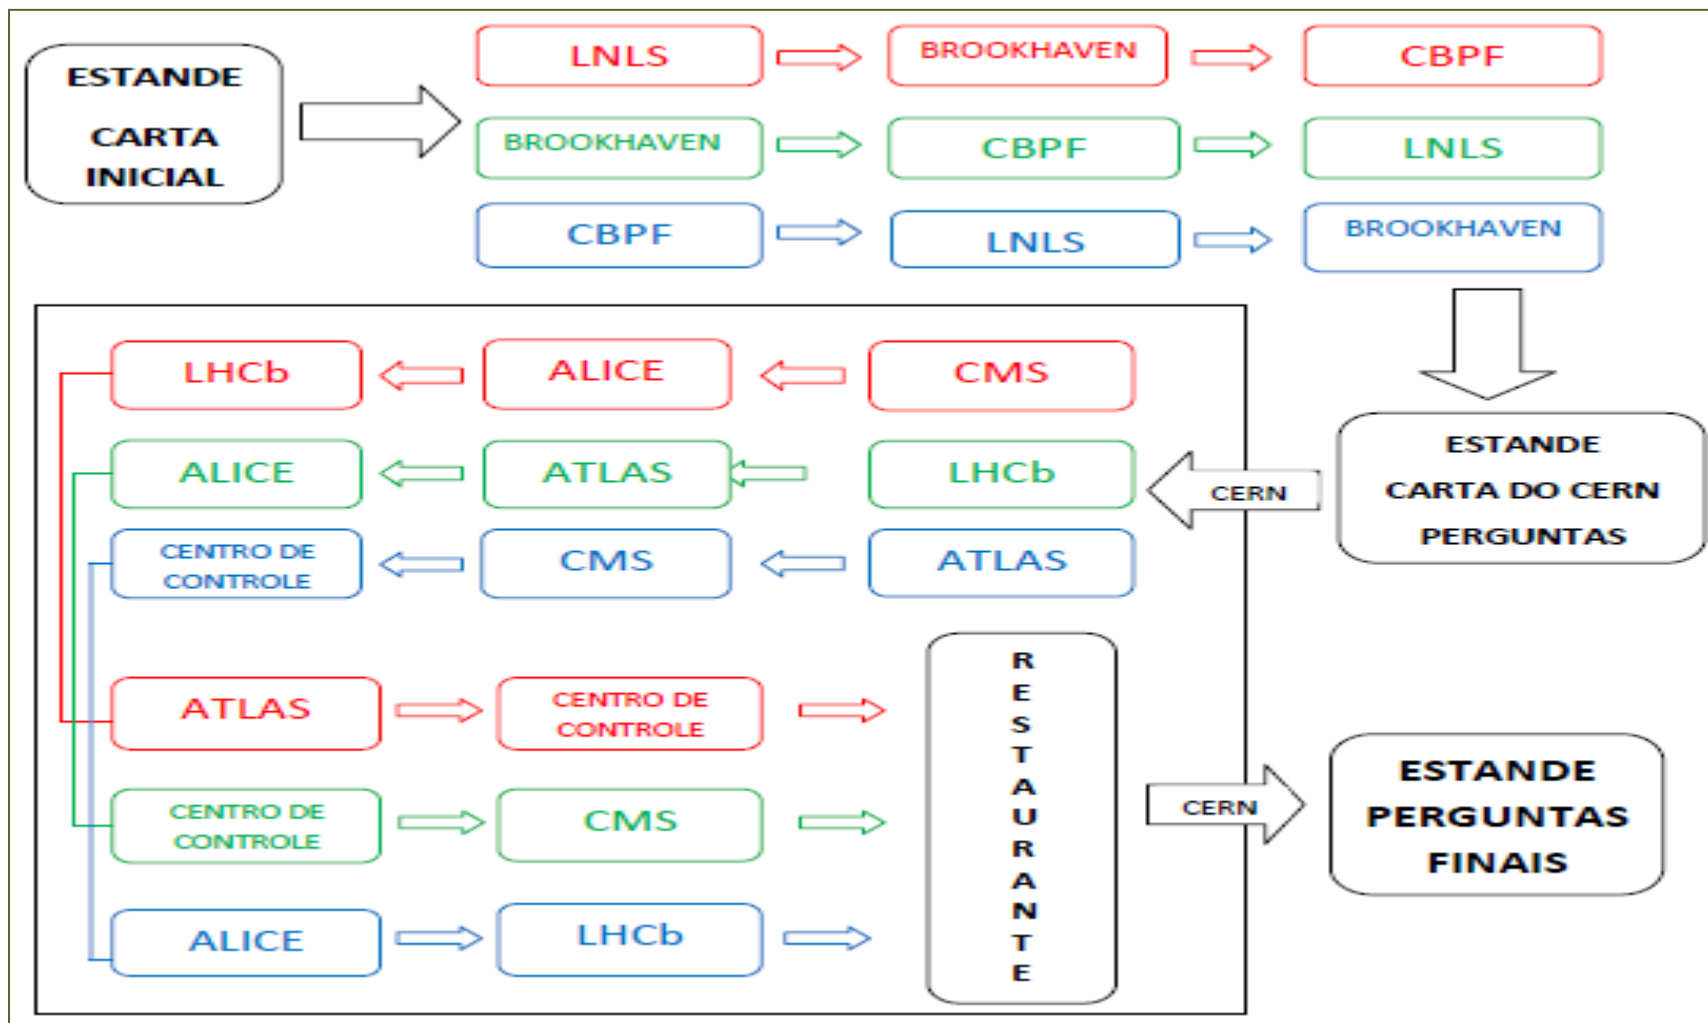 ESTANDE
CARTA
INICIAL
LNLS
BROOKHAVEN
CBPF
BROOKHAVEN
CBPF
LNLS
CBPF
LNLS
BROOKHAVEN
ESTANDE
CARTA DO CERN
PERGUNTAS
CERN
CMS
ALICE
LHCb
LHCb
ATLAS
ALICE
ATLAS
CMS
CENTRO DE
CONTROLE
ATLAS
CENTRO DE
CONTROLE
CENTRO DE
CONTROLE
CMS
ALICE
LHCb
R
E
S
T
A
U
R
A
N
T
E
CERN
ESTANDE
PERGUNTAS
FINAIS